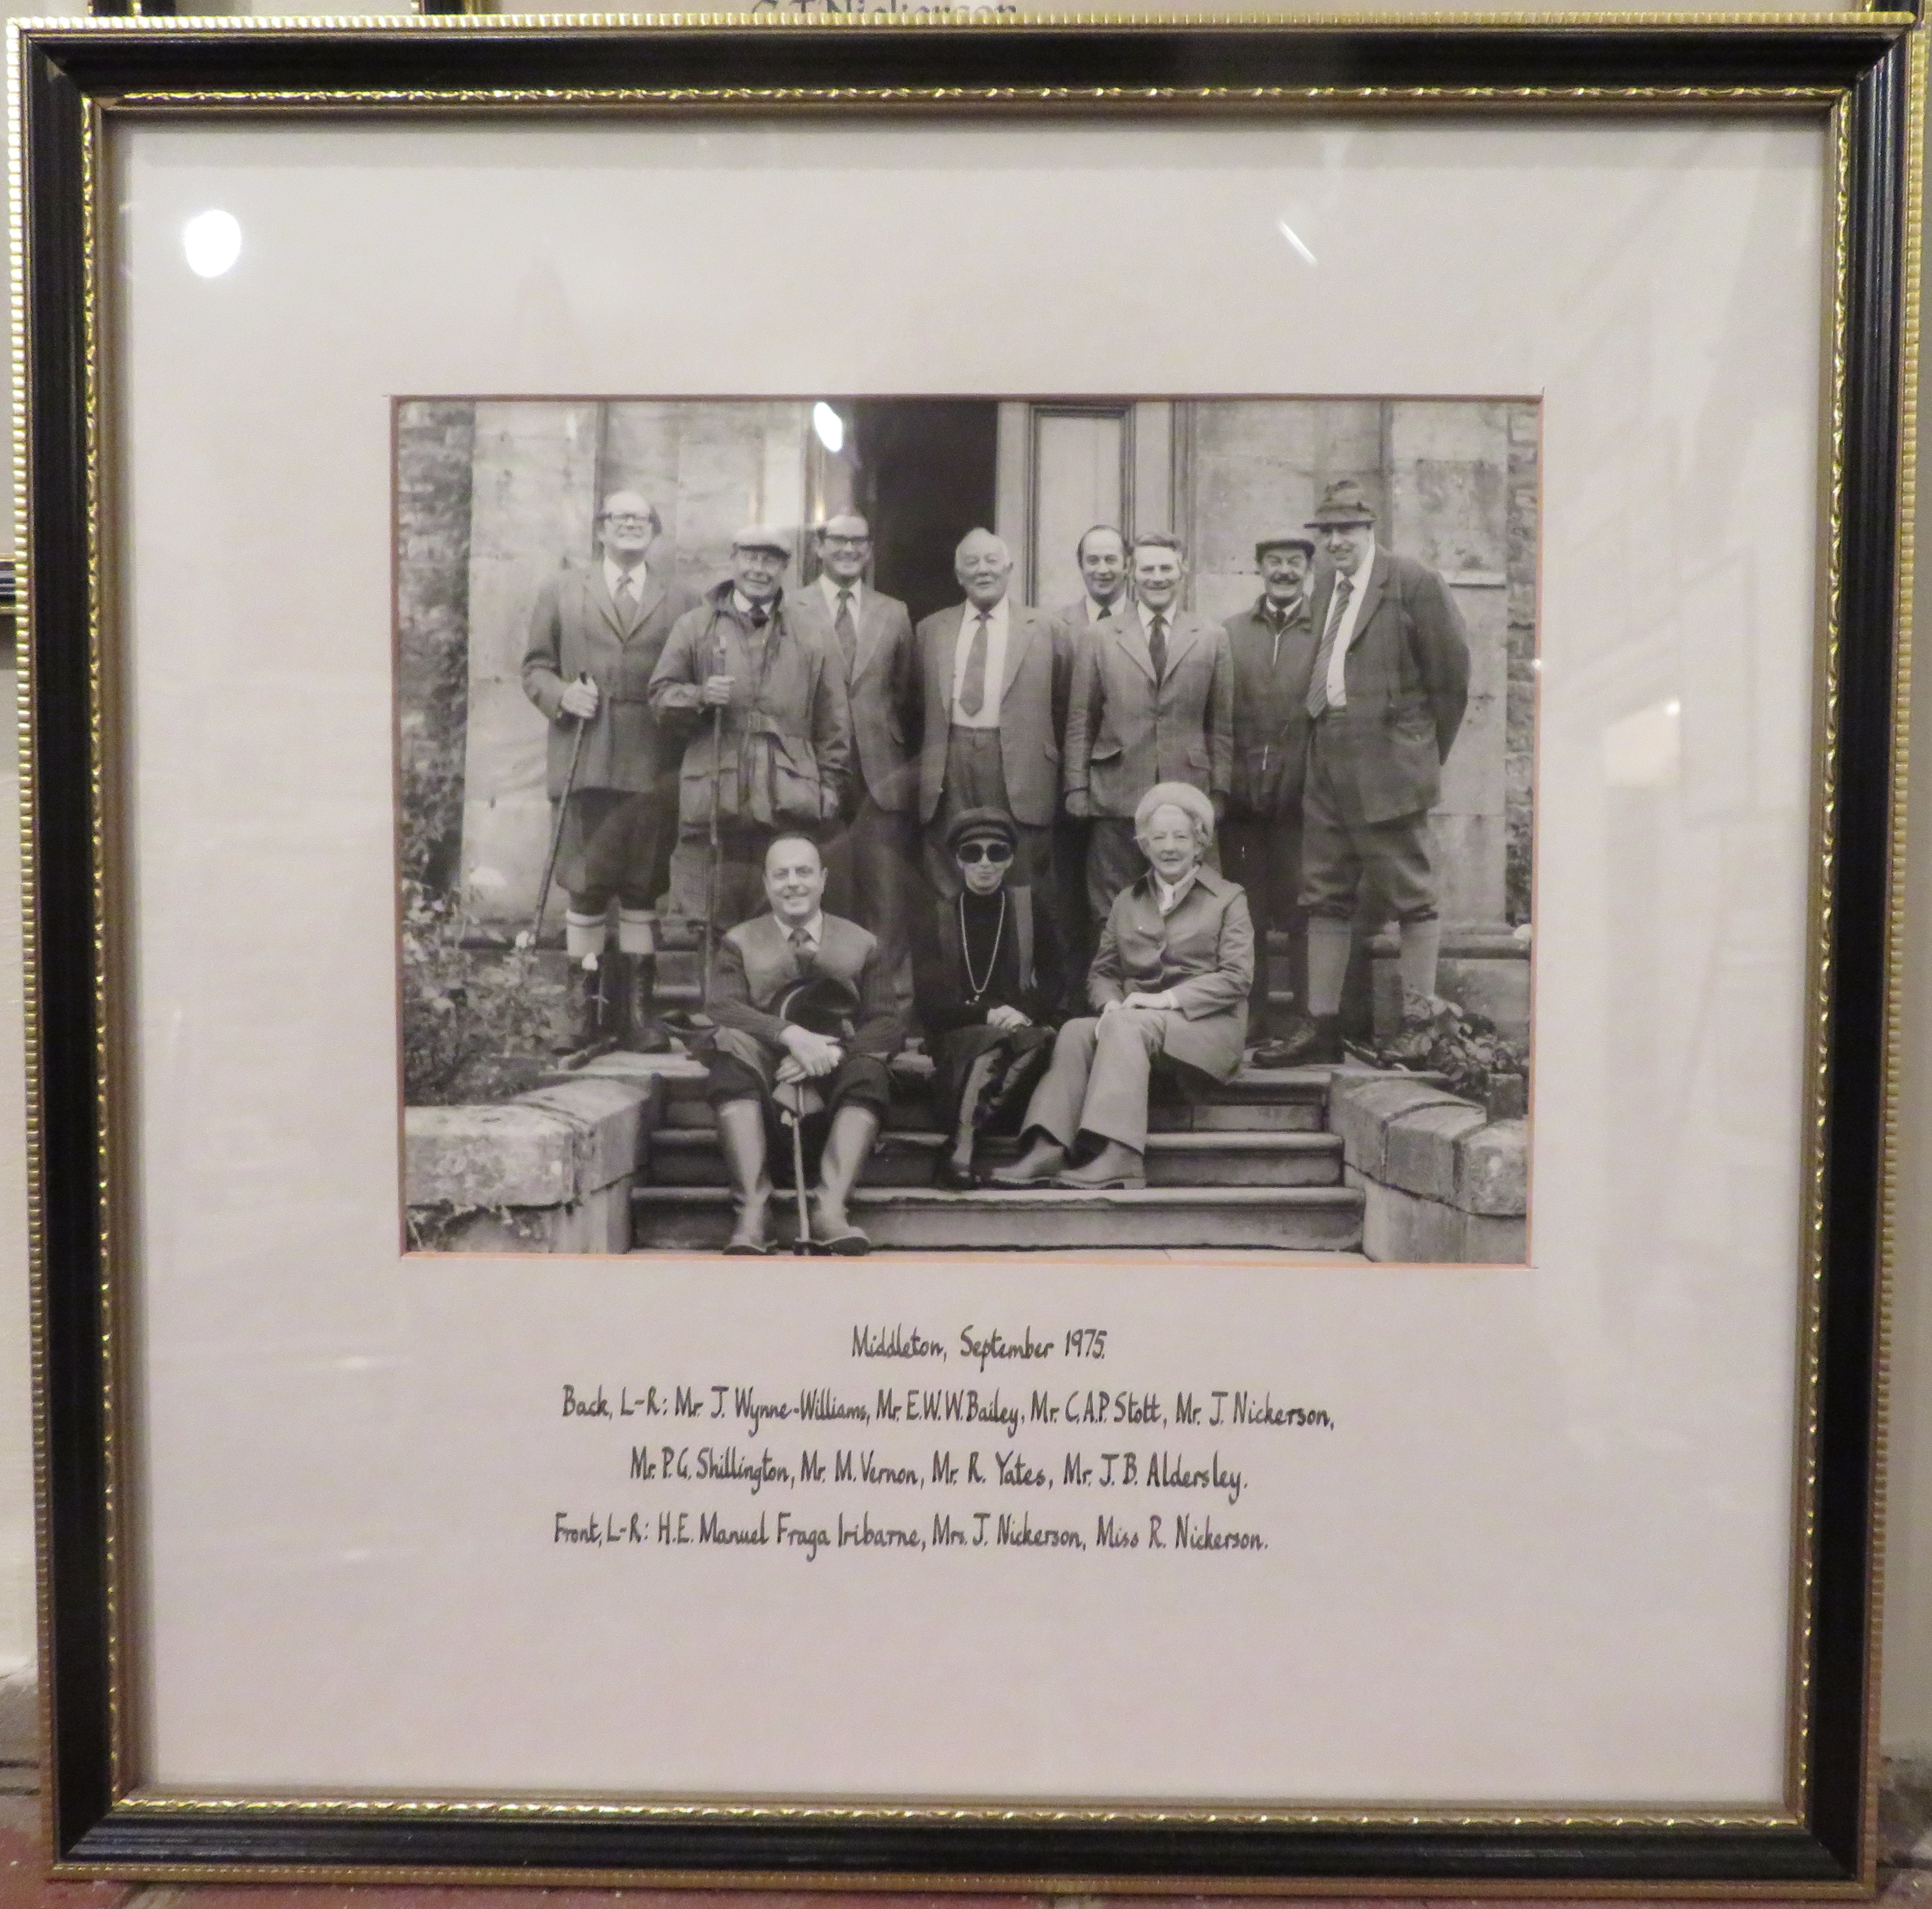 G.T. Nickerson
Middleton, September 1975.
Back, L-R: Mr J. Wynne-Williams, Mr. E.W.W. Bailey, Mr. C.A.P. Stott, Mr. J. Nickerson,
Mr. P.G. Shillington, Mr. M. Vernon, Mr. R. Yates, Mr. J.B. Aldersley.
Front, L-R: H.E. Manuel Fraga Iribarne, Mrs. J. Nickerson, Miss R. Nickerson.